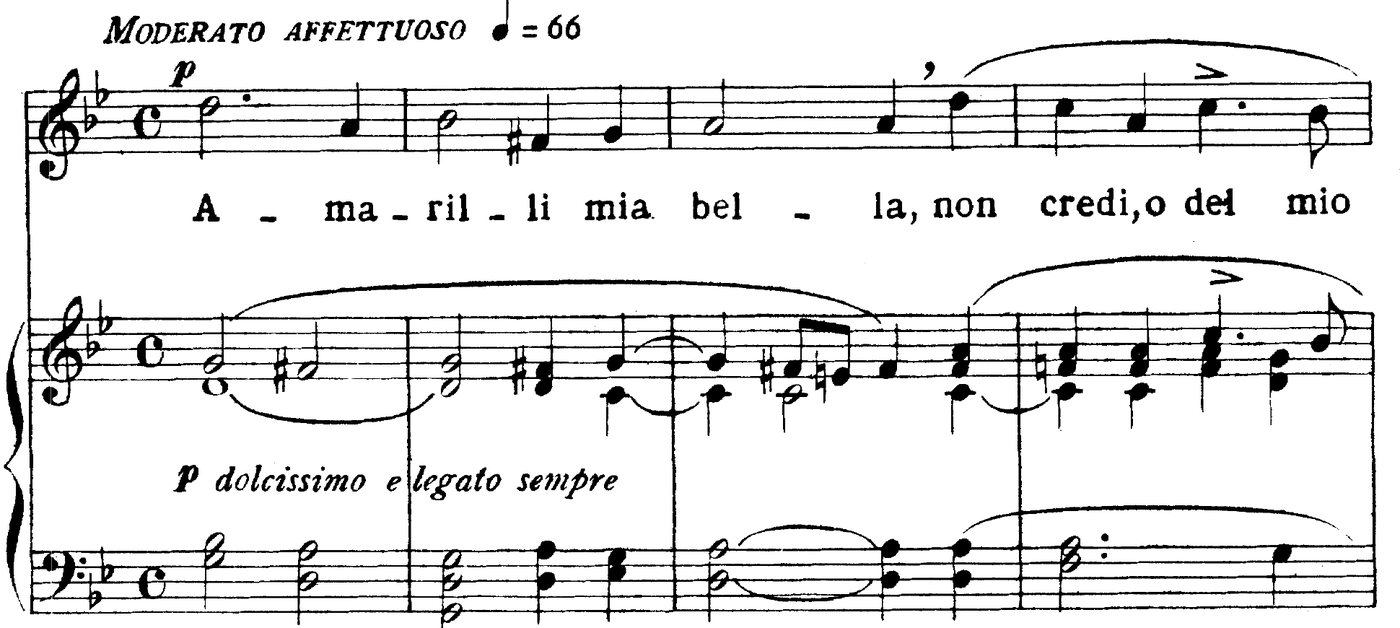 MODERATO AFFETTUOSO ♩ = 66
p
A _ ma _ ril _ li mia bel _ la, non credi, o del mio
p dolcissimo e legato sempre